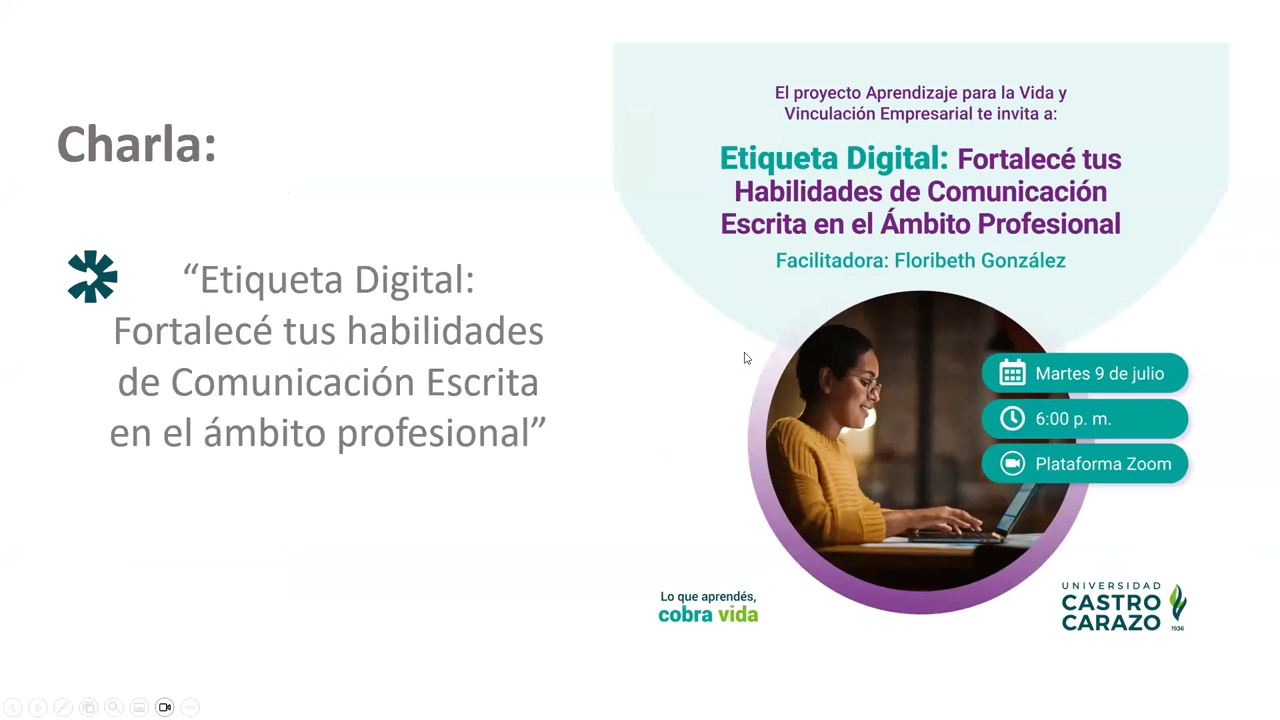 Charla:
“Etiqueta Digital:
Fortalecé tus habilidades
de Comunicación Escrita
en el ámbito profesional”
El proyecto Aprendizaje para la Vida y
Vinculación Empresarial te invita a:
Etiqueta Digital: Fortalecé tus
Habilidades de Comunicación
Escrita en el Ámbito Profesional
Facilitadora: Floribeth González
Martes 9 de julio
6:00 p. m.
Plataforma Zoom
Lo que aprendés,
cobra vida
UNIVERSIDAD
CASTRO
CARAZO
1936